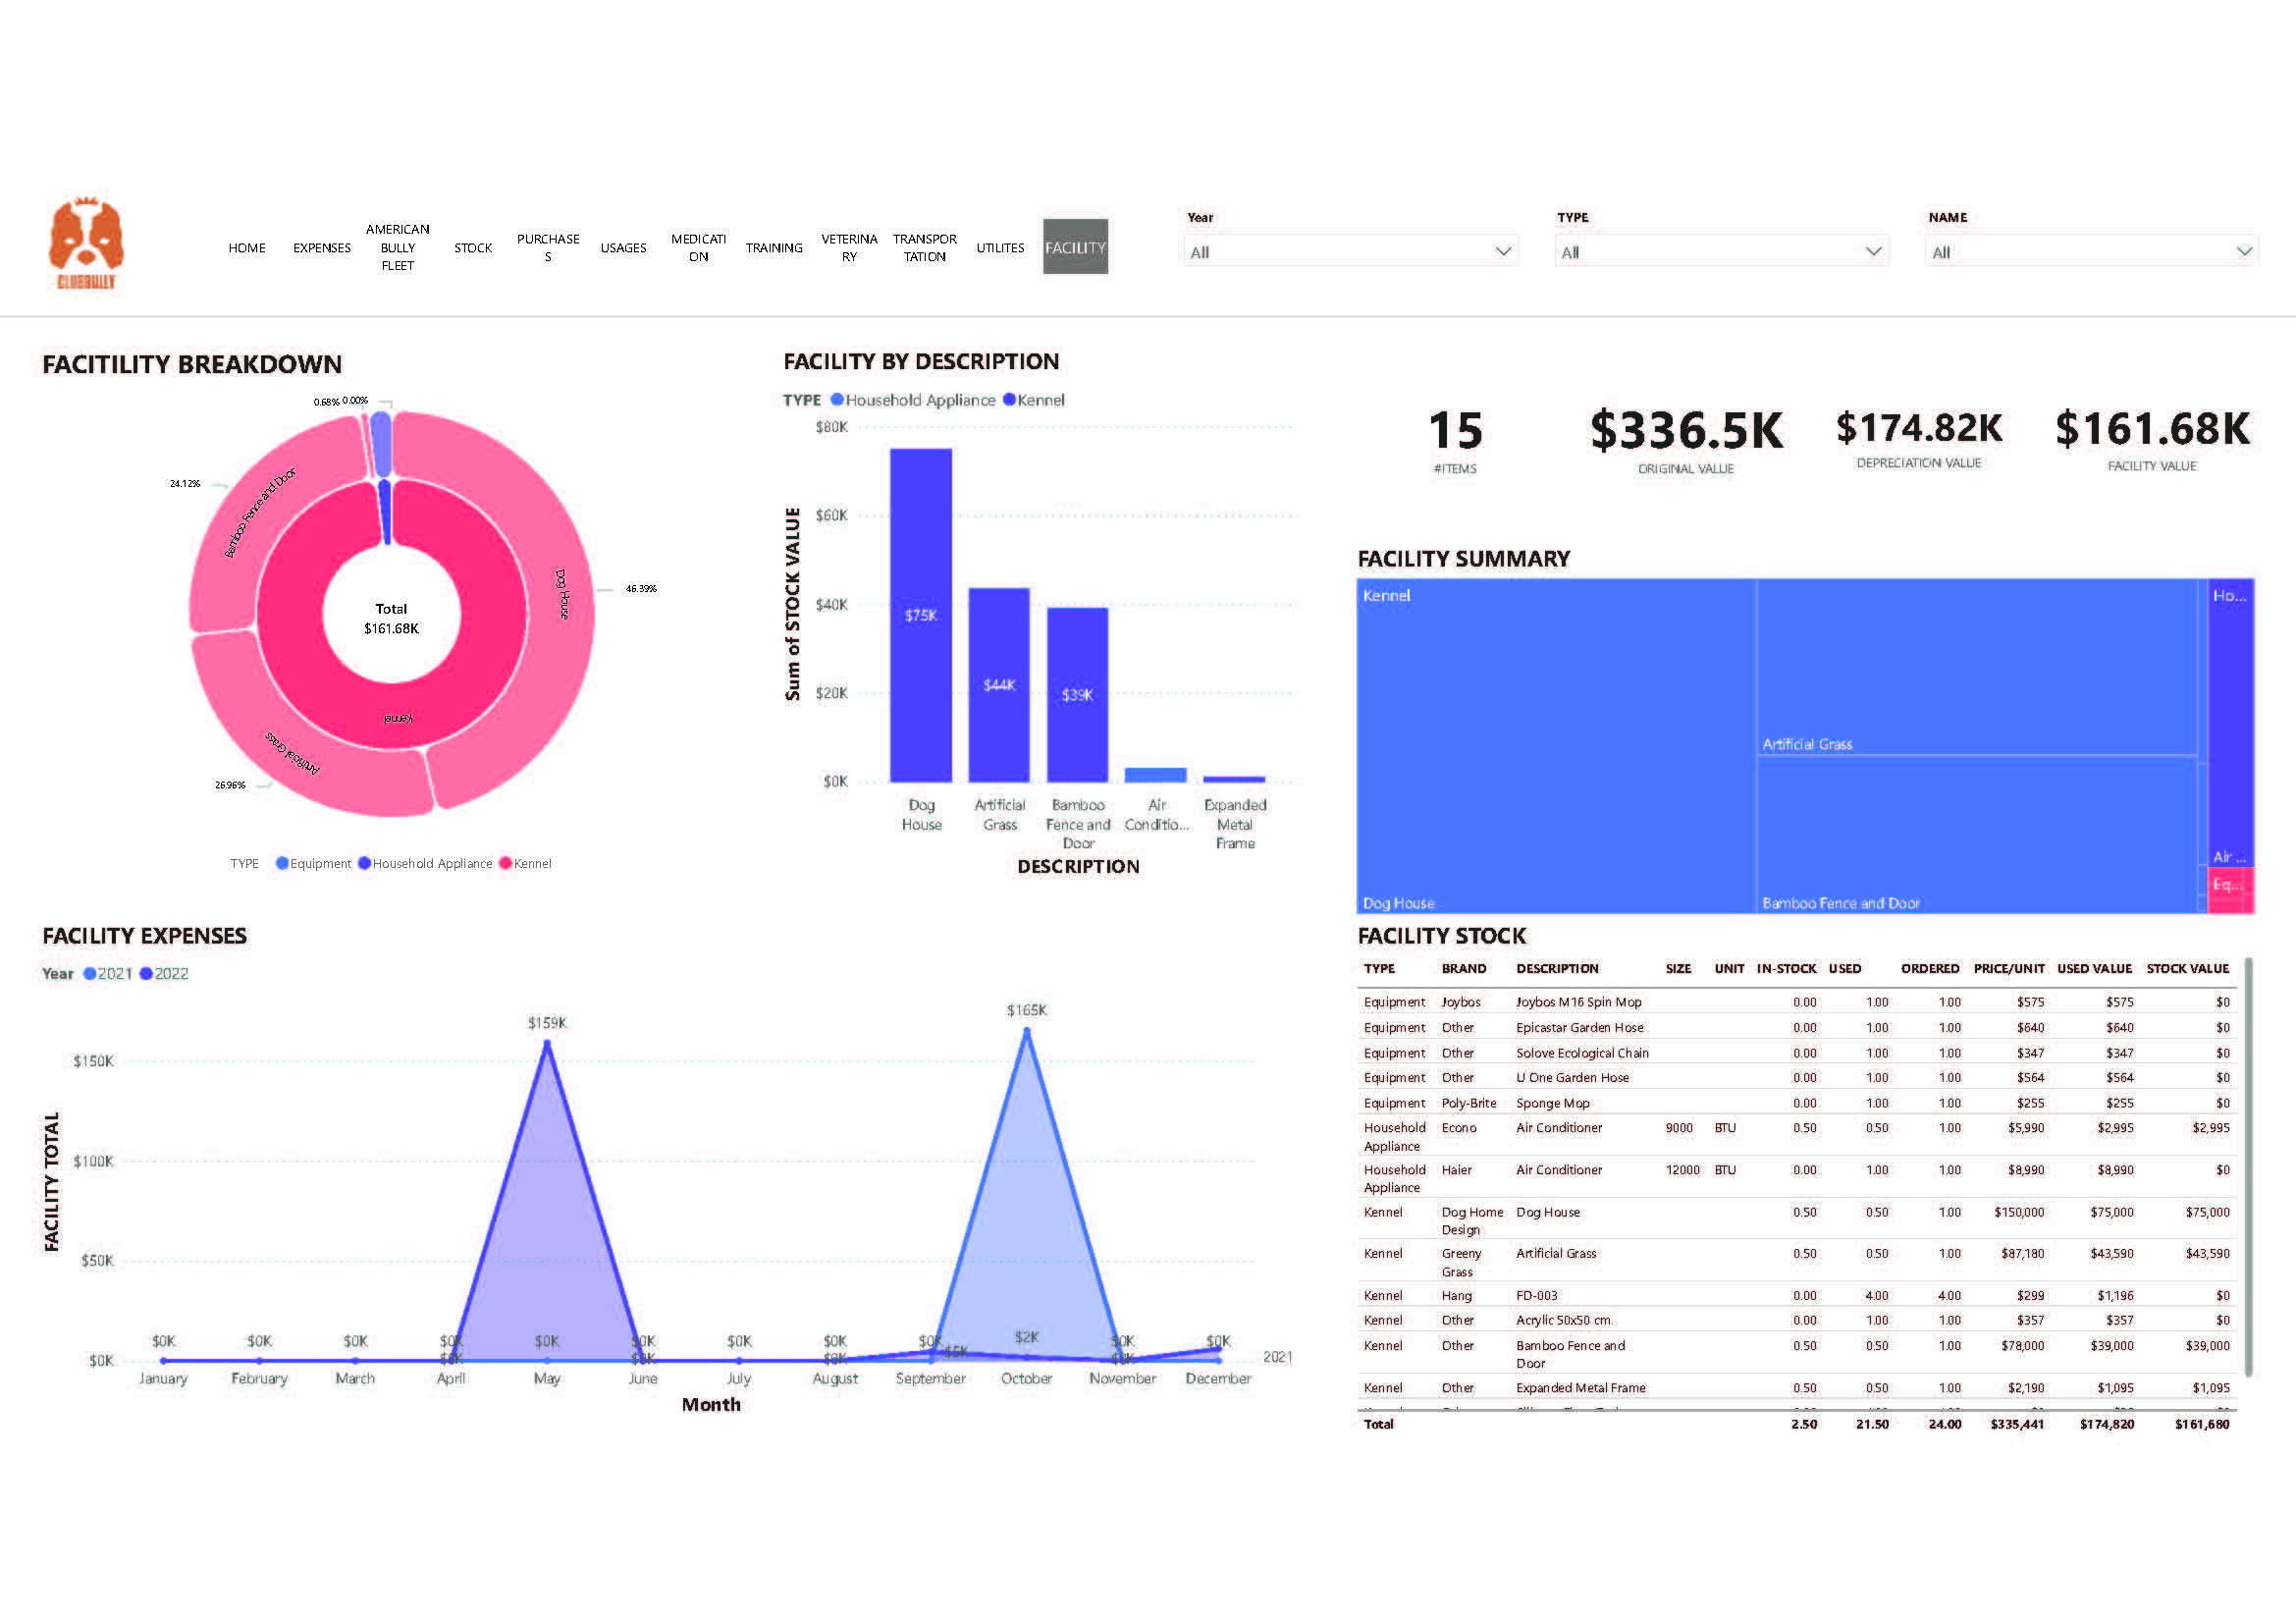 CLUBBULLY
HOME
EXPENSES
AMERICAN
BULLY
FLEET
STOCK
PURCHASE
S
USAGES
MEDICATI
ON
TRAINING
VETERINA
RY
TRANSPOR
TATION
UTILITES
FACILITY
Year
All
TYPE
All
NAME
All
FACITILITY BREAKDOWN
0.68% 0.00%
24.12%
Bamboo Fence and Door
Dog House
46.39%
Total
$161.68K
Kennel
Artificial Grass
26.96%
TYPE Equipment Household Appliance Kennel
FACILITY BY DESCRIPTION
TYPE Household Appliance Kennel
$80K
$60K
$40K
$20K
$0K
Sum of STOCK VALUE
$75K
$44K
$39K
Dog
House
Artificial
Grass
Bamboo
Fence and
Door
Air
Conditio...
Expanded
Metal
Frame
DESCRIPTION
15
#ITEMS
$336.5K
ORIGINAL VALUE
$174.82K
DEPRECIATION VALUE
$161.68K
FACILITY VALUE
FACILITY SUMMARY
Kennel
Ho...
Artificial Grass
Air ...
Eq...
Dog House
Bamboo Fence and Door
FACILITY EXPENSES
Year 2021 2022
FACILITY TOTAL
$150K
$100K
$50K
$0K
$159K
$165K
$0K $0K $0K $0K $0K $0K $0K $0K $0K $2K $0K $0K
$0K $0K $0K $5K $0K
2021
January February March April May June July August September October November December
Month
FACILITY STOCK
TYPE BRAND DESCRIPTION SIZE UNIT IN-STOCK USED ORDERED PRICE/UNIT USED VALUE STOCK VALUE
Equipment Joybos Joybos M16 Spin Mop 0.00 1.00 1.00 $575 $575 $0
Equipment Other Epicastar Garden Hose 0.00 1.00 1.00 $640 $640 $0
Equipment Other Solove Ecological Chain 0.00 1.00 1.00 $347 $347 $0
Equipment Other U One Garden Hose 0.00 1.00 1.00 $564 $564 $0
Equipment Poly-Brite Sponge Mop 0.00 1.00 1.00 $255 $255 $0
Household Econo Air Conditioner 9000 BTU 0.50 0.50 1.00 $5,990 $2,995 $2,995
Appliance
Household Haier Air Conditioner 12000 BTU 0.00 1.00 1.00 $8,990 $8,990 $0
Appliance
Kennel Dog Home Dog House 0.50 0.50 1.00 $150,000 $75,000 $75,000
Design
Kennel Greeny Artificial Grass 0.50 0.50 1.00 $87,180 $43,590 $43,590
Grass
Kennel Hang FD-003 0.00 4.00 4.00 $299 $1,196 $0
Kennel Other Acrylic 50x50 cm. 0.00 1.00 1.00 $357 $357 $0
Kennel Other Bamboo Fence and 0.50 0.50 1.00 $78,000 $39,000 $39,000
Door
Kennel Other Expanded Metal Frame 0.50 0.50 1.00 $2,190 $1,095 $1,095
Total 2.50 21.50 24.00 $335,441 $174,820 $161,680